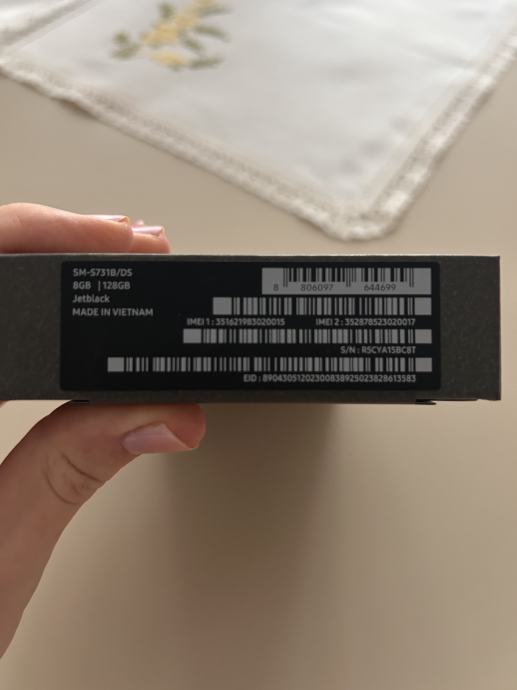 SM-S731B/DS
8GB | 128GB
Jetblack
MADE IN VIETNAM
8 806097 644699
IMEI 1 : 351621983020015 IMEI 2 : 352878523020017
S/N : R5CYA15BC8T
EID : 89043051202300838925023828613583